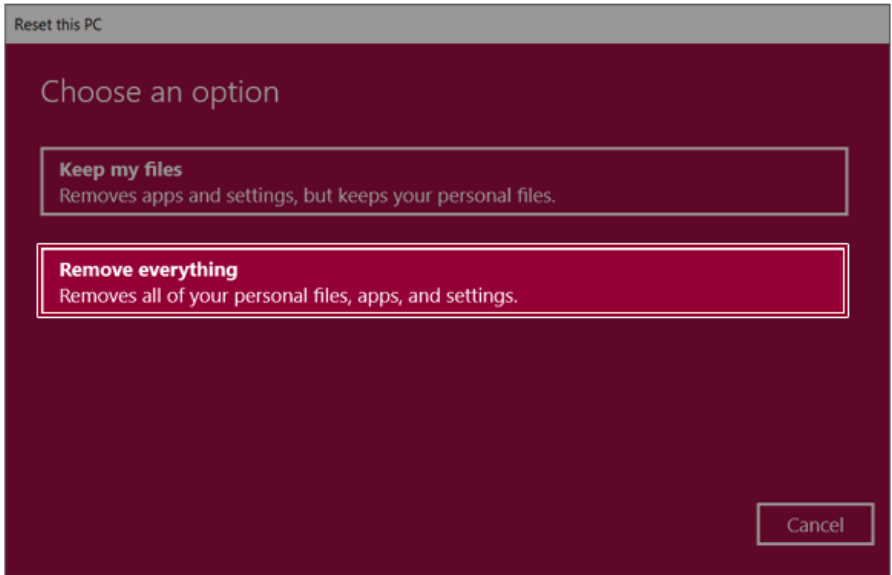 Reset this PC
Choose an option
Keep my files
Removes apps and settings, but keeps your personal files.
Remove everything
Removes all of your personal files, apps, and settings.
Cancel